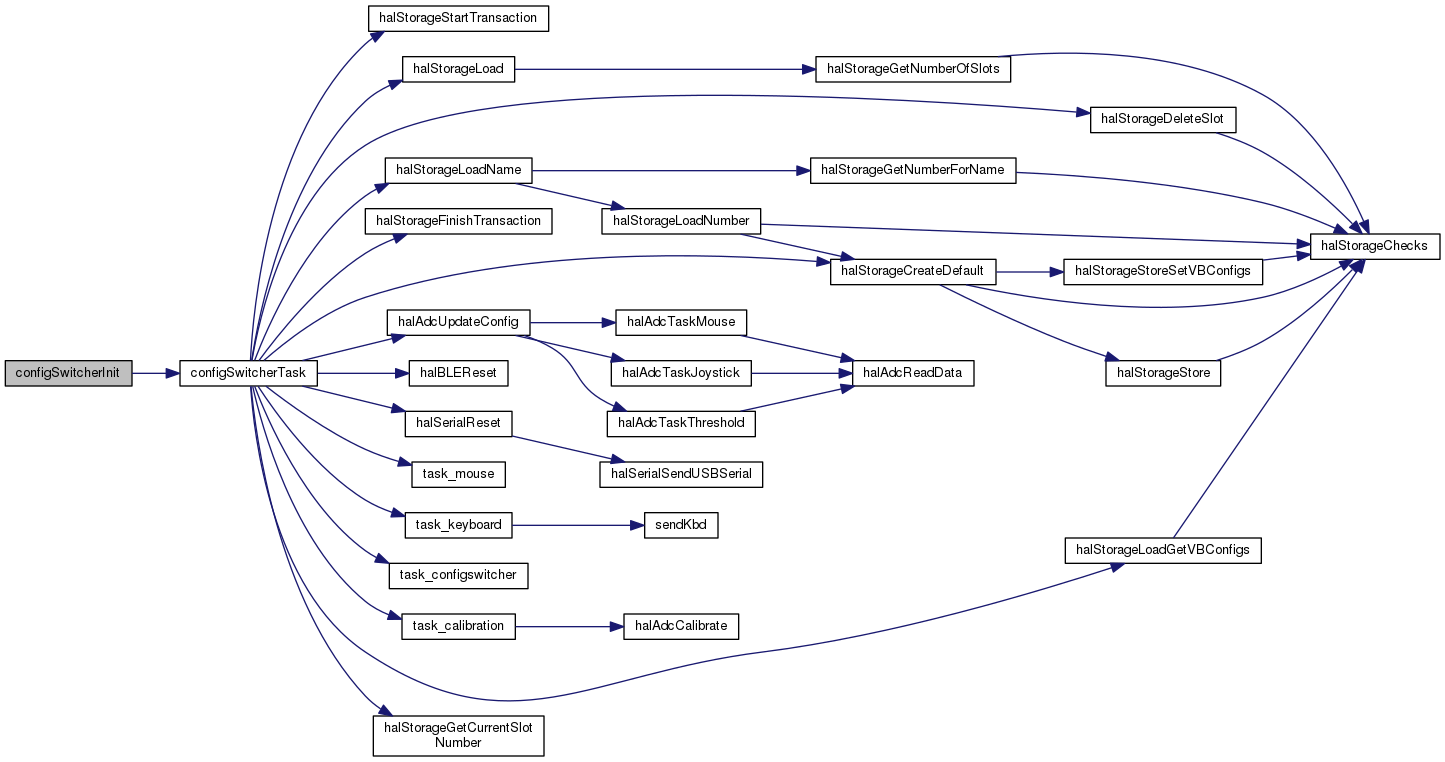 halStorageStartTransaction
halStorageLoad
halStorageGetNumberOfSlots
halStorageDeleteSlot
halStorageLoadName
halStorageGetNumberForName
halStorageFinishTransaction
halStorageLoadNumber
halStorageChecks
halStorageCreateDefault
halStorageStoreSetVBConfigs
halAdcUpdateConfig
halAdcTaskMouse
configSwitcherInit
configSwitcherTask
halBLEReset
halAdcTaskJoystick
halAdcReadData
halStorageStore
halSerialReset
halAdcTaskThreshold
task_mouse
halSerialSendUSBSerial
task_keyboard
sendKbd
halStorageLoadGetVBConfigs
task_configswitcher
task_calibration
halAdcCalibrate
halStorageGetCurrentSlot
Number